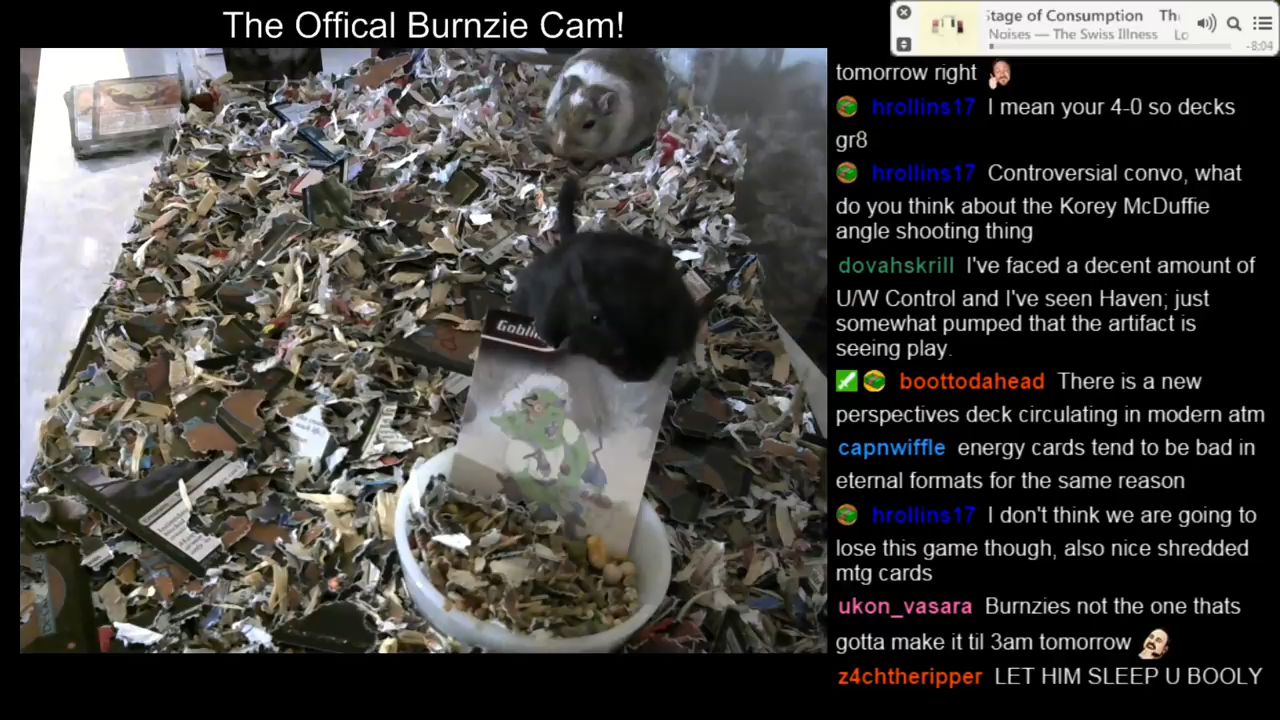 The Offical Burnzie Cam!
Stage of Consumption
Noises — The Swiss Illness
-8:04
tomorrow right
hrollins17 I mean your 4-0 so decks
gr8
hrollins17 Controversial convo, what
do you think about the Korey McDuffie
angle shooting thing
dovahskrill I've faced a decent amount of
U/W Control and I've seen Haven; just
somewhat pumped that the artifact is
seeing play.
boottodahead There is a new
perspectives deck circulating in modern atm
capnwiffle energy cards tend to be bad in
eternal formats for the same reason
hrollins17 I don't think we are going to
lose this game though, also nice shredded
mtg cards
ukon_vasara Burnzies not the one thats
gotta make it til 3am tomorrow
z4chtheripper LET HIM SLEEP U BOOLY